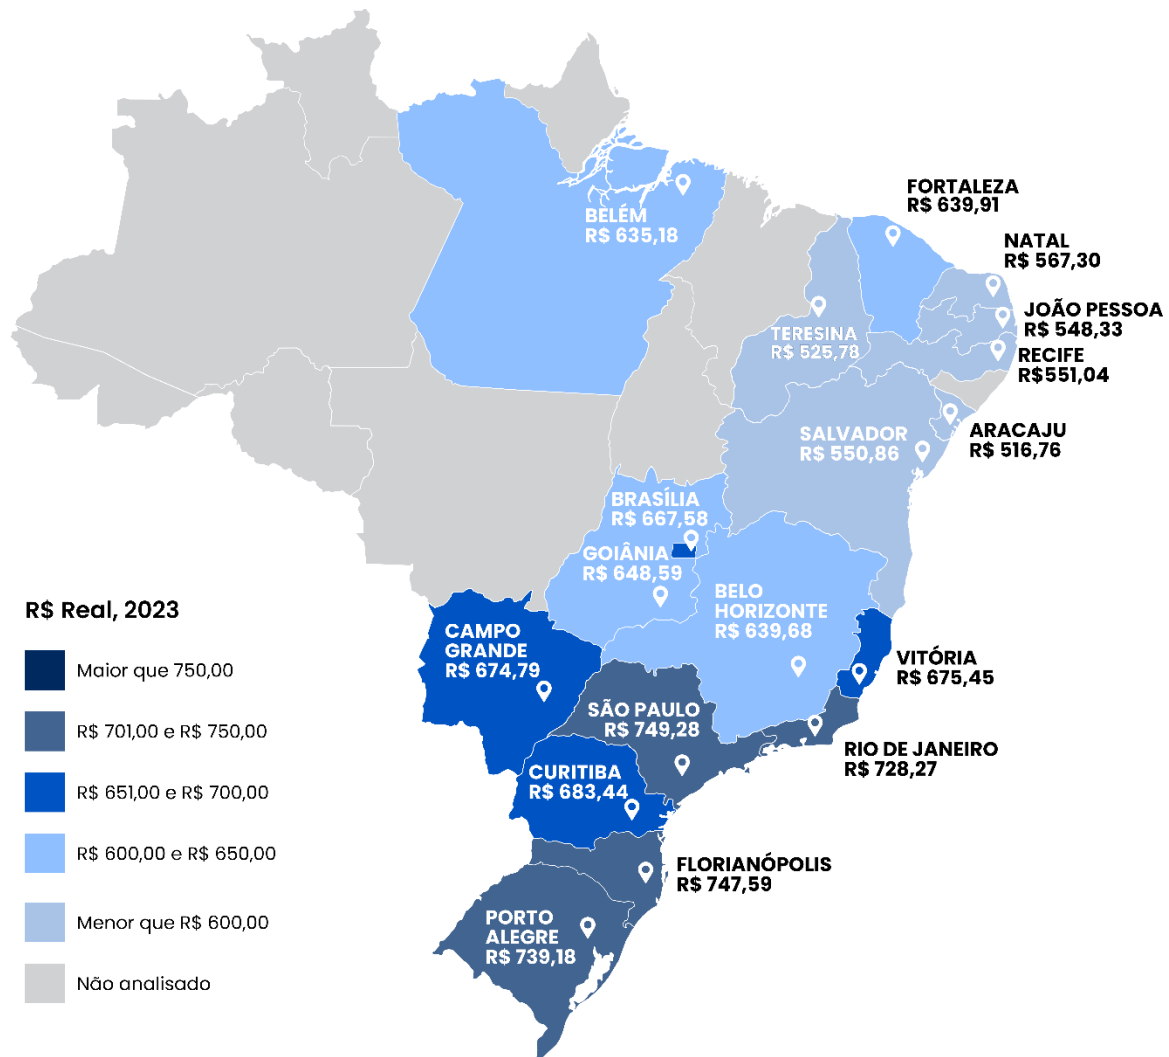 FORTALEZA
R$ 639,91
BELÉM
R$ 635,18
NATAL
R$ 567,30
JOÃO PESSOA
R$ 548,33
TERESINA
R$ 525,78
RECIFE
R$551,04
SALVADOR
R$ 550,86
ARACAJU
R$ 516,76
BRASÍLIA
R$ 667,58
GOIÂNIA
R$ 648,59
BELO
HORIZONTE
R$ 639,68
CAMPO
GRANDE
R$ 674,79
VITÓRIA
R$ 675,45
SÃO PAULO
R$ 749,28
RIO DE JANEIRO
R$ 728,27
CURITIBA
R$ 683,44
FLORIANÓPOLIS
R$ 747,59
PORTO
ALEGRE
R$ 739,18
R$ Real, 2023
Maior que 750,00
R$ 701,00 e R$ 750,00
R$ 651,00 e R$ 700,00
R$ 600,00 e R$ 650,00
Menor que R$ 600,00
Não analisado